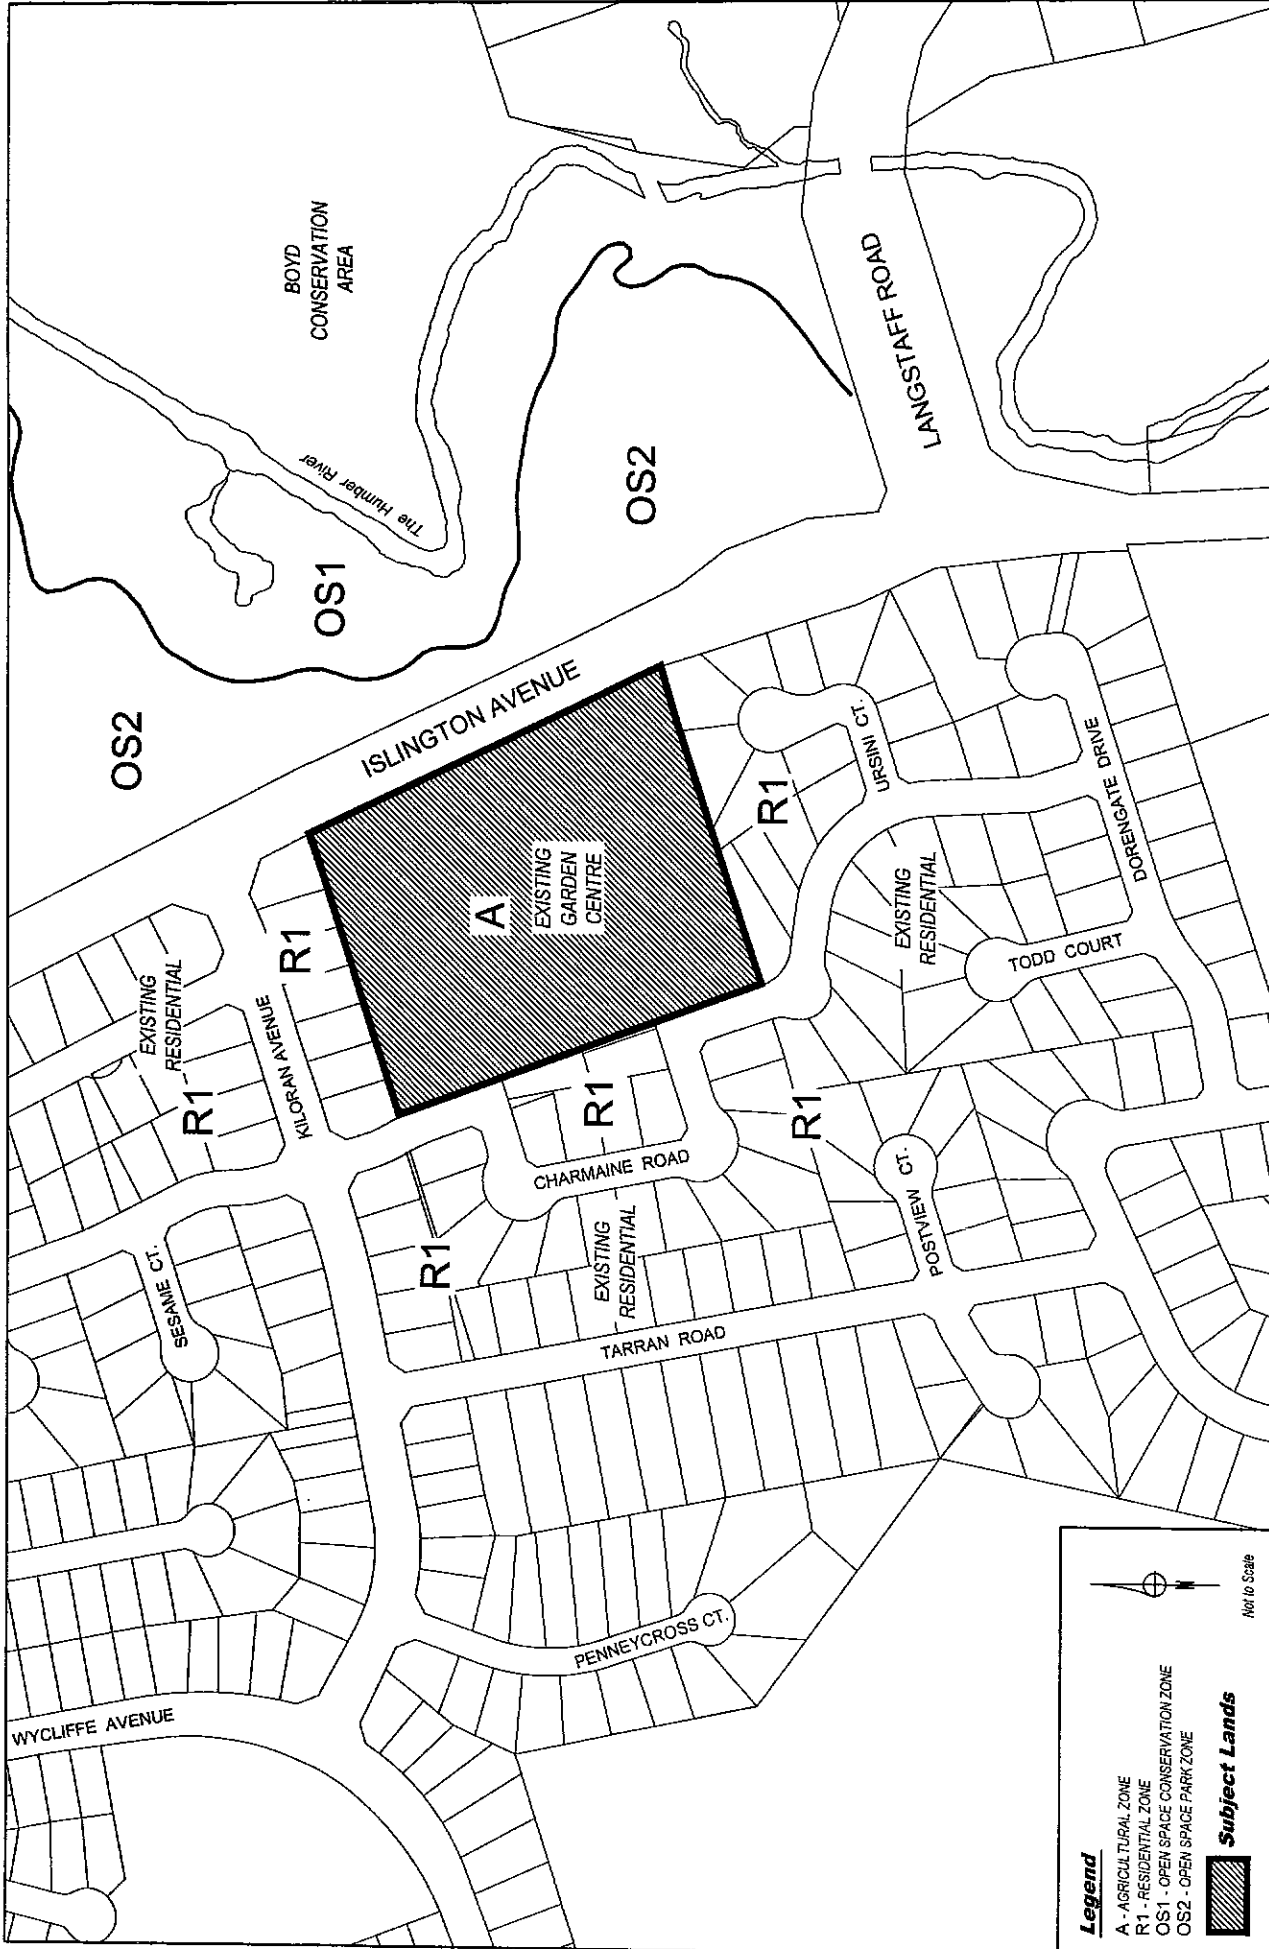 BOYD
CONSERVATION
AREA
The Humber River
OS1
OS2
OS2
LANGSTAFF ROAD
ISLINGTON AVENUE
A
EXISTING
GARDEN
CENTRE
R1
EXISTING
RESIDENTIAL
R1
KILORAN AVENUE
R1
URSINI CT.
EXISTING
RESIDENTIAL
DORENGATE DRIVE
TODD COURT
R1
CHARMAINE ROAD
R1
POSTVIEW CT.
R1
EXISTING
RESIDENTIAL
TARRAN ROAD
SESAME CT.
PENNEYCROSS CT.
WYCLIFFE AVENUE
Legend
A - AGRICULTURAL ZONE
R1 - RESIDENTIAL ZONE
OS1 - OPEN SPACE CONSERVATION ZONE
OS2 - OPEN SPACE PARK ZONE
Subject Lands
N
Not to Scale